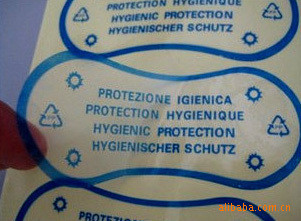 PROTECTION HYGIENIQUE
HYGIENIC PROTECTION
HYGIENISCHER SCHUTZ
PROTEZIONE IGIENICA
PROTECTION HYGIENIQUE
HYGIENIC PROTECTION
HYGIENISCHER SCHUTZ
alibaba.com.cn